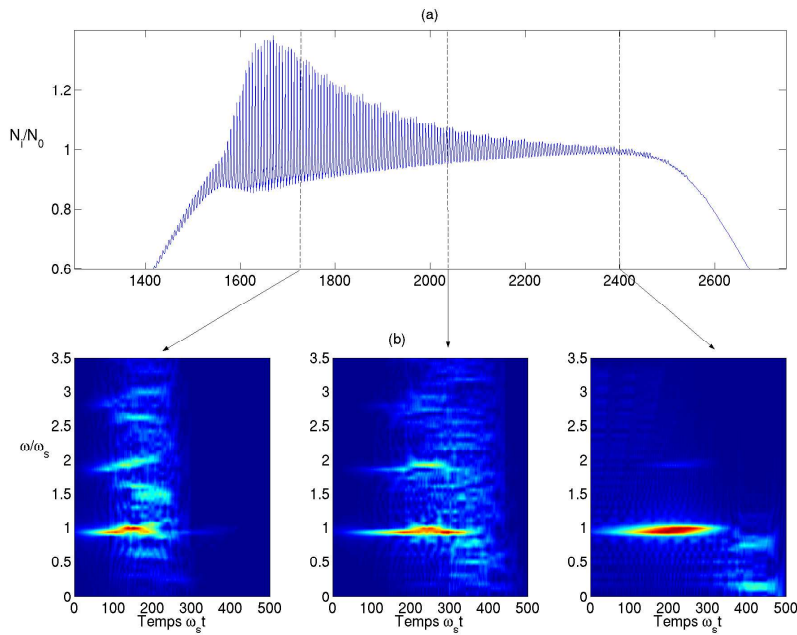 (a)
1.2
1
0.8
0.6
N_i/N_0
1400 1600 1800 2000 2200 2400 2600
(b)
3.5 3.5 3.5
3 3 3
2.5 2.5 2.5
ω/ω_s
2 2 2
1.5 1.5 1.5
1 1 1
0.5 0.5 0.5
0 0 0
0 100 200 300 400 500 0 100 200 300 400 500 0 100 200 300 400 500
Temps ω_s t Temps ω_s t Temps ω_s t